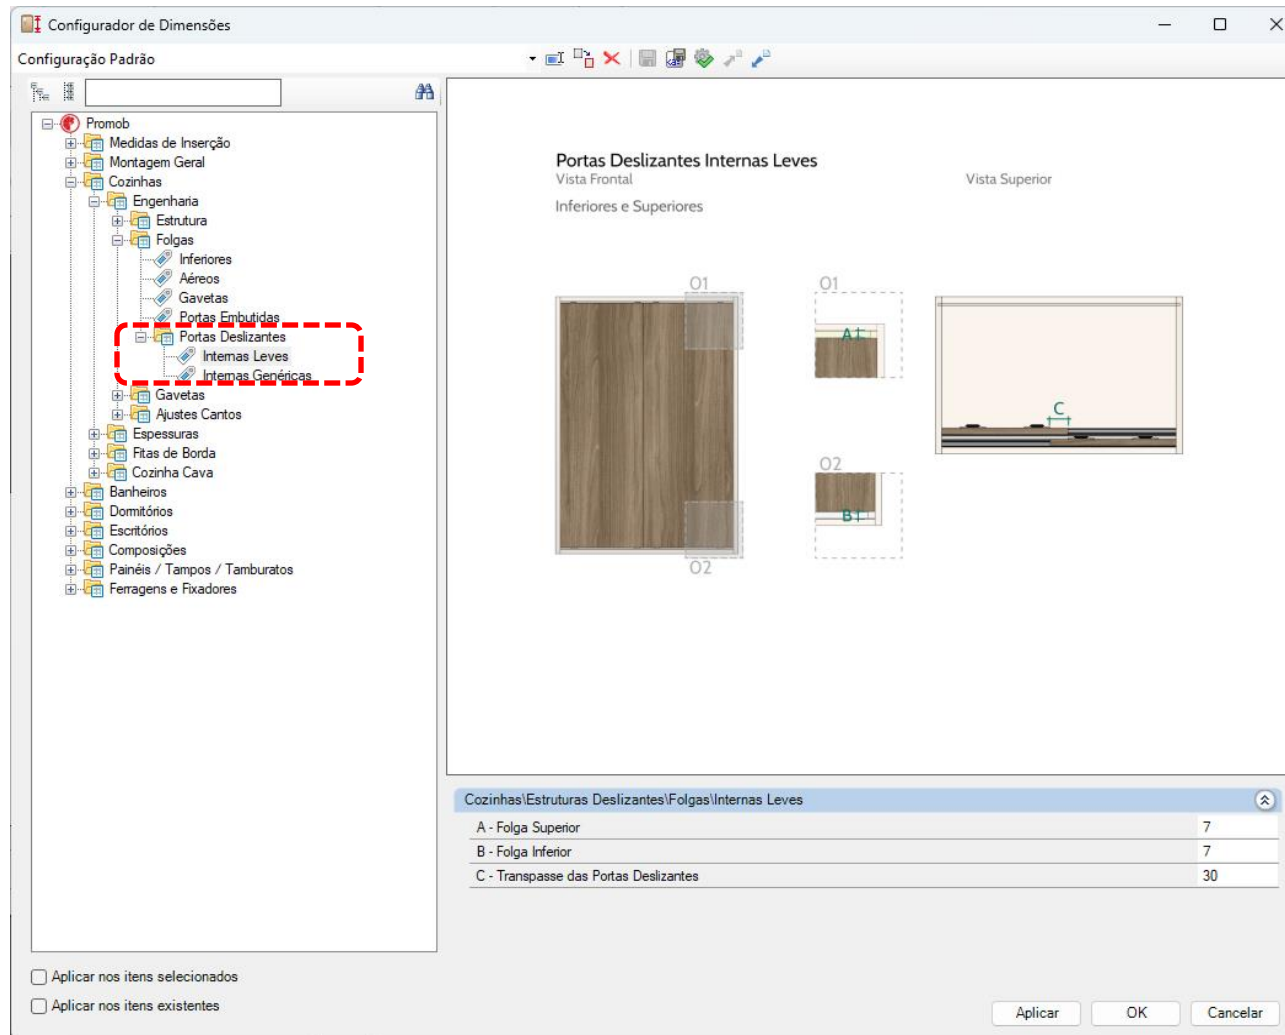 Configurador de Dimensões
Configuração Padrão
Promob
Medidas de Inserção
Montagem Geral
Cozinhas
Engenharia
Estrutura
Folgas
Inferiores
Aéreos
Gavetas
Portas Embutidas
Portas Deslizantes
Internas Leves
Internas Genéricas
Gavetas
Ajustes Cantos
Espessuras
Fitas de Borda
Cozinha Cava
Banheiros
Dormitórios
Escritórios
Composições
Painéis / Tampos / Tamburatos
Ferragens e Fixadores
Portas Deslizantes Internas Leves
Vista Frontal
Vista Superior
Inferiores e Superiores
O1
O1
A
C
O2
B
O2
Cozinhas\Estruturas Deslizantes\Folgas\Internas Leves
A - Folga Superior 7
B - Folga Inferior 7
C - Transpasse das Portas Deslizantes 30
Aplicar nos itens selecionados
Aplicar nos itens existentes
Aplicar OK Cancelar